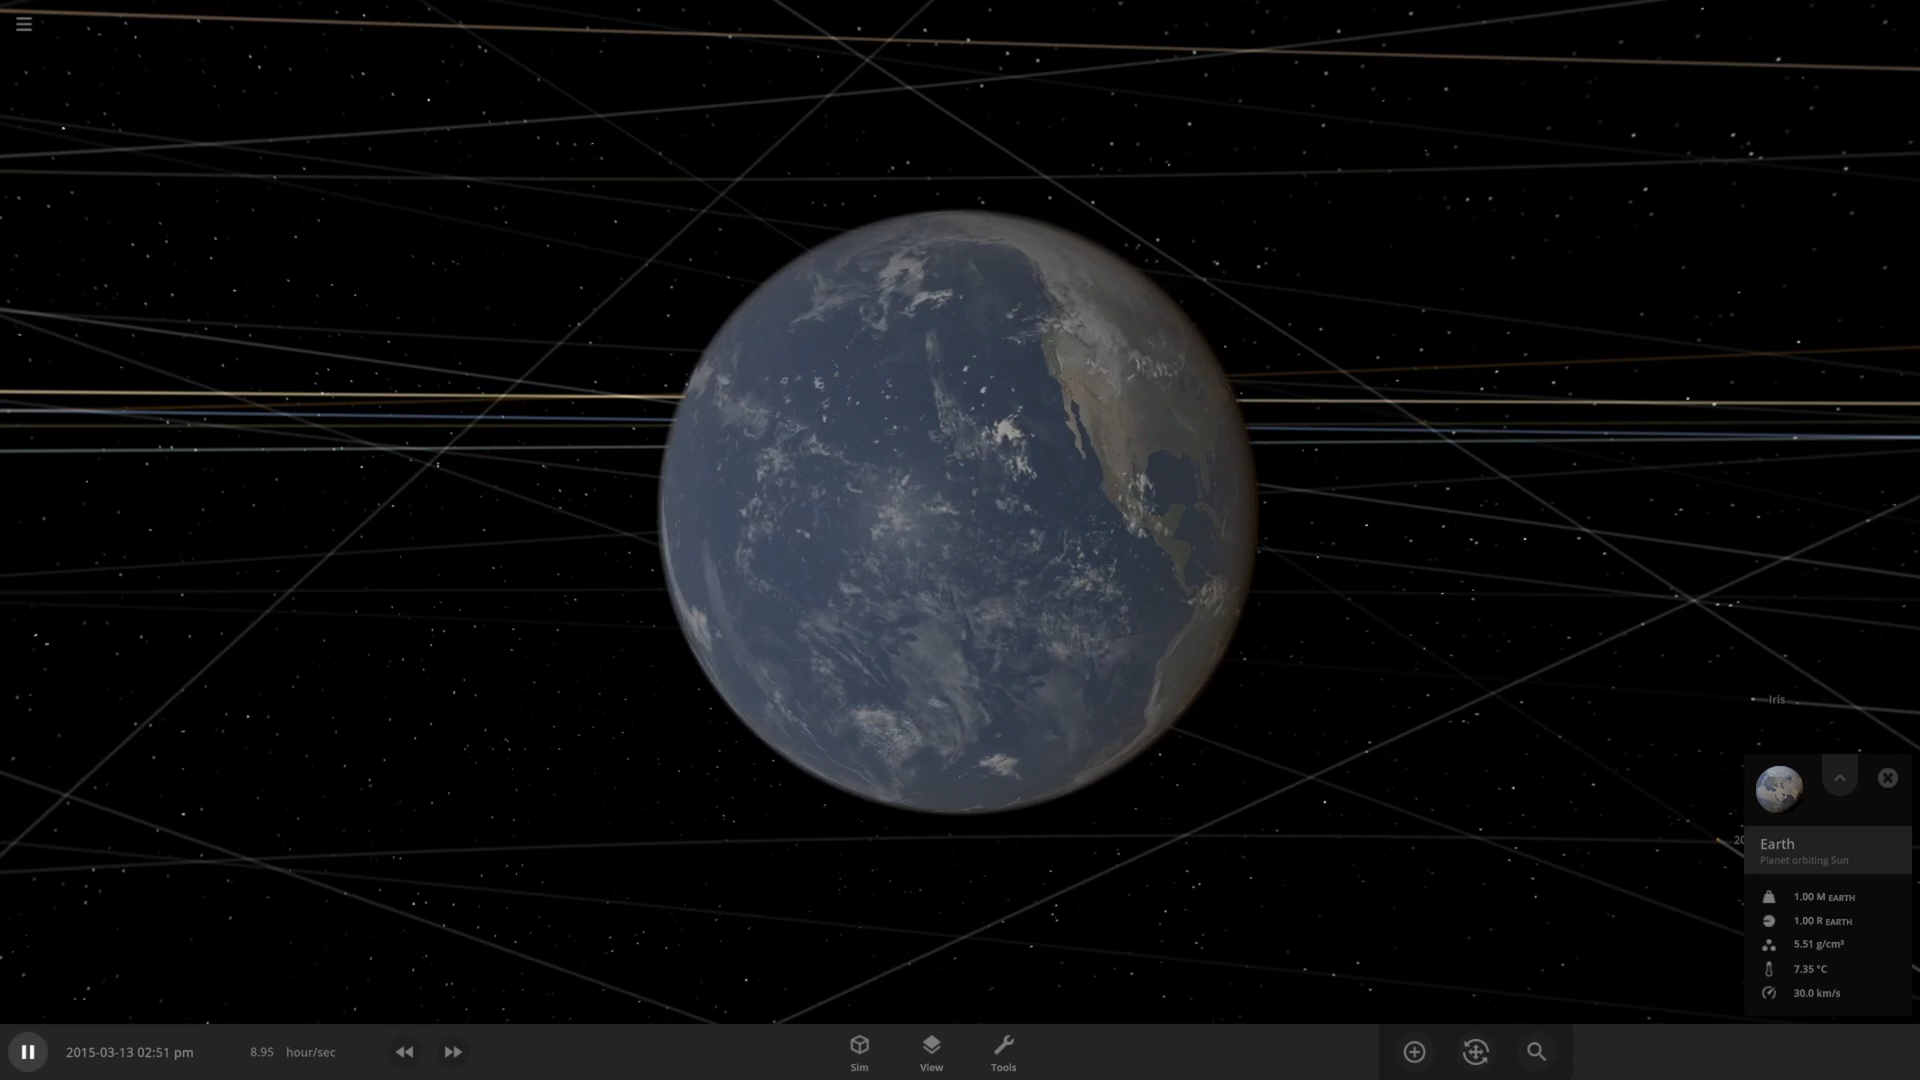 Iris
20
Earth
Planet orbiting Sun
1.00 M EARTH
1.00 R EARTH
5.51 g/cm³
7.35 °C
30.0 km/s
2015-03-13 02:51 pm
8.95 hour/sec
Sim
View
Tools